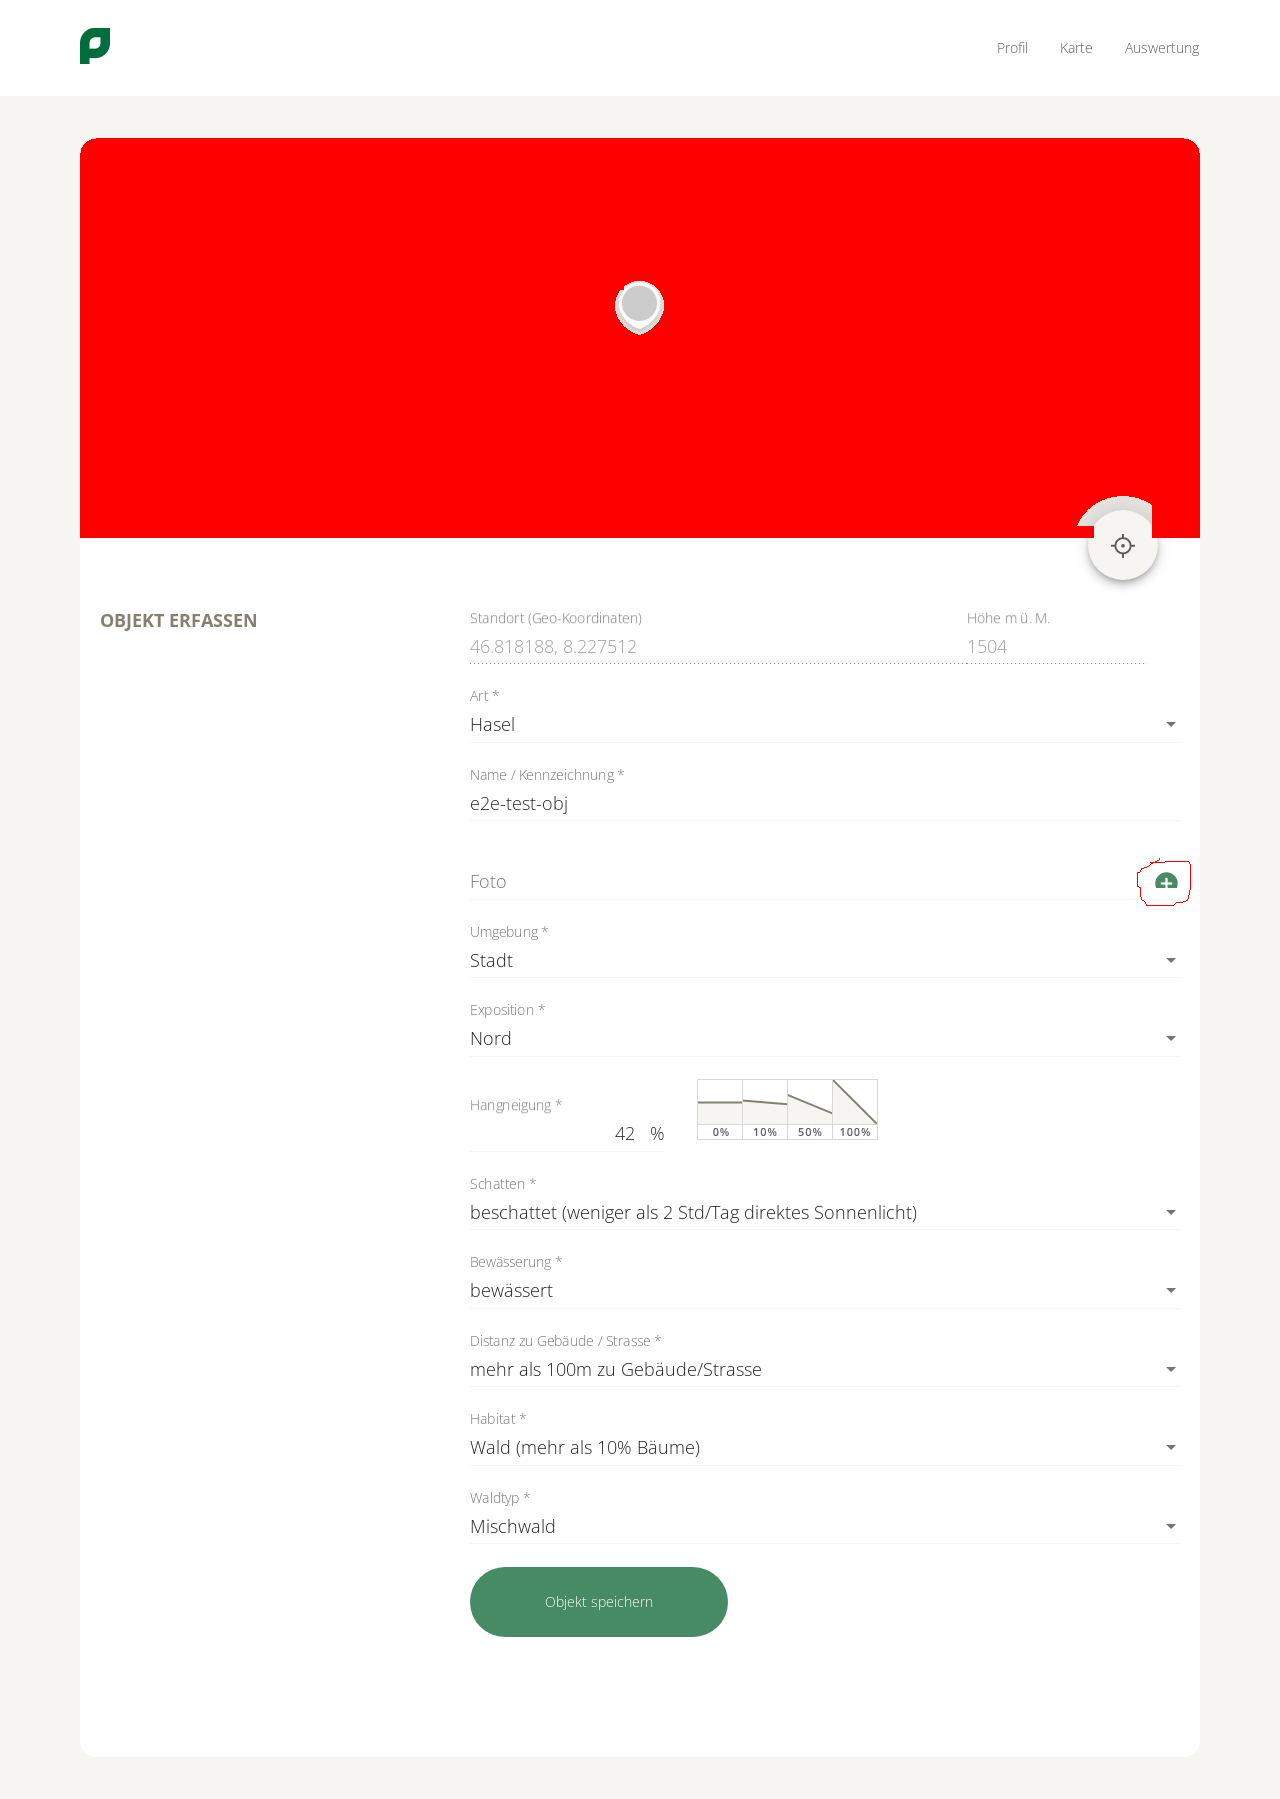 Profil Karte Auswertung
OBJEKT ERFASSEN
Standort (Geo-Koordinaten) Höhe m ü. M.
46.818188, 8.227512 1504
Art *
Hasel
Name / Kennzeichnung *
e2e-test-obj
Foto
Umgebung *
Stadt
Exposition *
Nord
Hangneigung *
42 %
0% 10% 50% 100%
Schatten *
beschattet (weniger als 2 Std/Tag direktes Sonnenlicht)
Bewässerung *
bewässert
Distanz zu Gebäude / Strasse *
mehr als 100m zu Gebäude/Strasse
Habitat *
Wald (mehr als 10% Bäume)
Waldtyp *
Mischwald
Objekt speichern